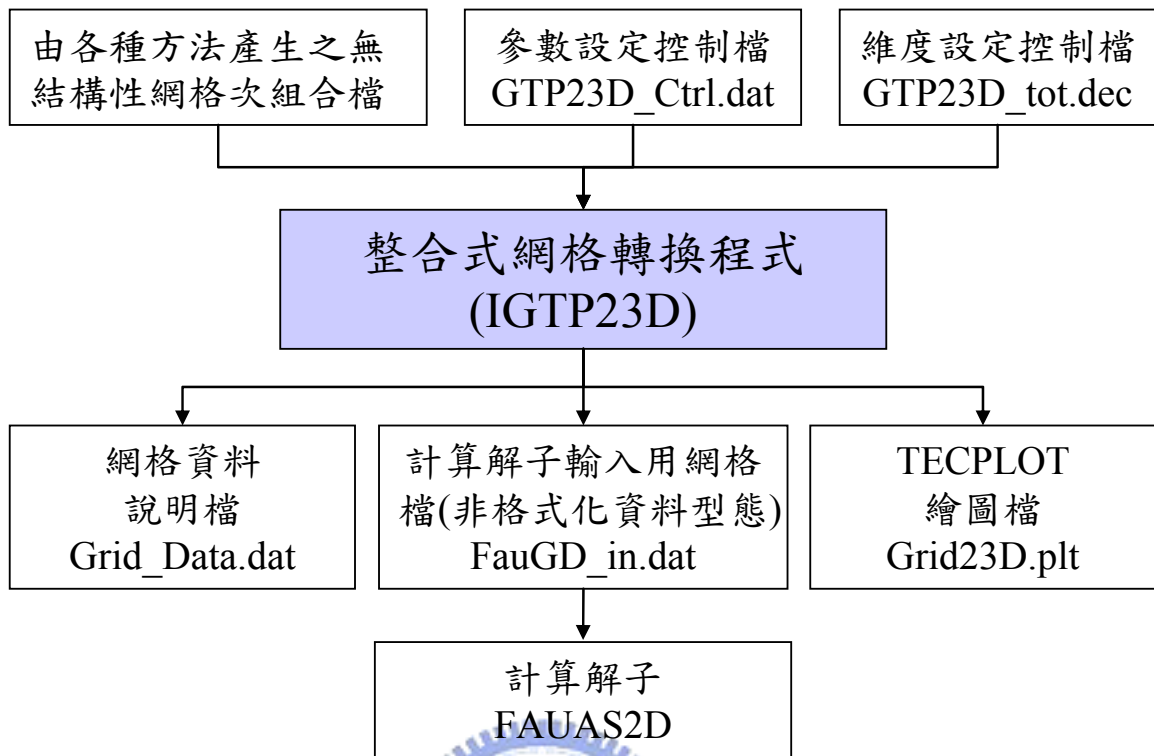 由各種方法產生之無
結構性網格次組合檔
參數設定控制檔
GTP23D_Ctrl.dat
維度設定控制檔
GTP23D_tot.dec
整合式網格轉換程式
(IGTP23D)
網格資料
說明檔
Grid_Data.dat
計算解子輸入用網格
檔(非格式化資料型態)
FauGD_in.dat
TECPLOT
繪圖檔
Grid23D.plt
計算解子
FAUAS2D